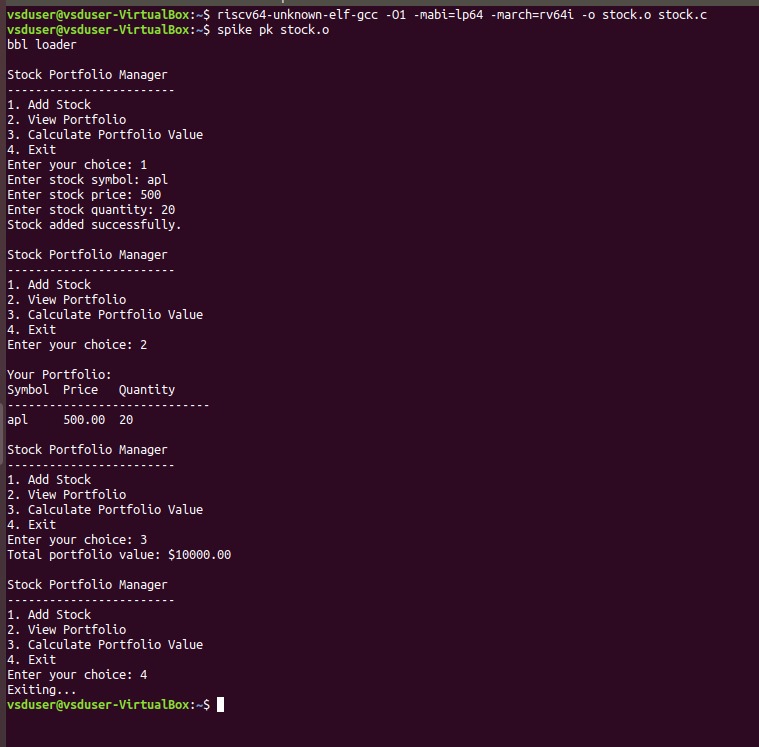 vsduser@vsduser-VirtualBox:~$ riscv64-unknown-elf-gcc -O1 -mabi=lp64 -march=rv64i -o stock.o stock.c
vsduser@vsduser-VirtualBox:~$ spike pk stock.o
bbl loader

Stock Portfolio Manager
------------------------
1. Add Stock
2. View Portfolio
3. Calculate Portfolio Value
4. Exit
Enter your choice: 1
Enter stock symbol: apl
Enter stock price: 500
Enter stock quantity: 20
Stock added successfully.

Stock Portfolio Manager
------------------------
1. Add Stock
2. View Portfolio
3. Calculate Portfolio Value
4. Exit
Enter your choice: 2

Your Portfolio:
Symbol  Price   Quantity
-----------------------------
apl     500.00  20

Stock Portfolio Manager
------------------------
1. Add Stock
2. View Portfolio
3. Calculate Portfolio Value
4. Exit
Enter your choice: 3
Total portfolio value: $10000.00

Stock Portfolio Manager
------------------------
1. Add Stock
2. View Portfolio
3. Calculate Portfolio Value
4. Exit
Enter your choice: 4
Exiting...
vsduser@vsduser-VirtualBox:~$